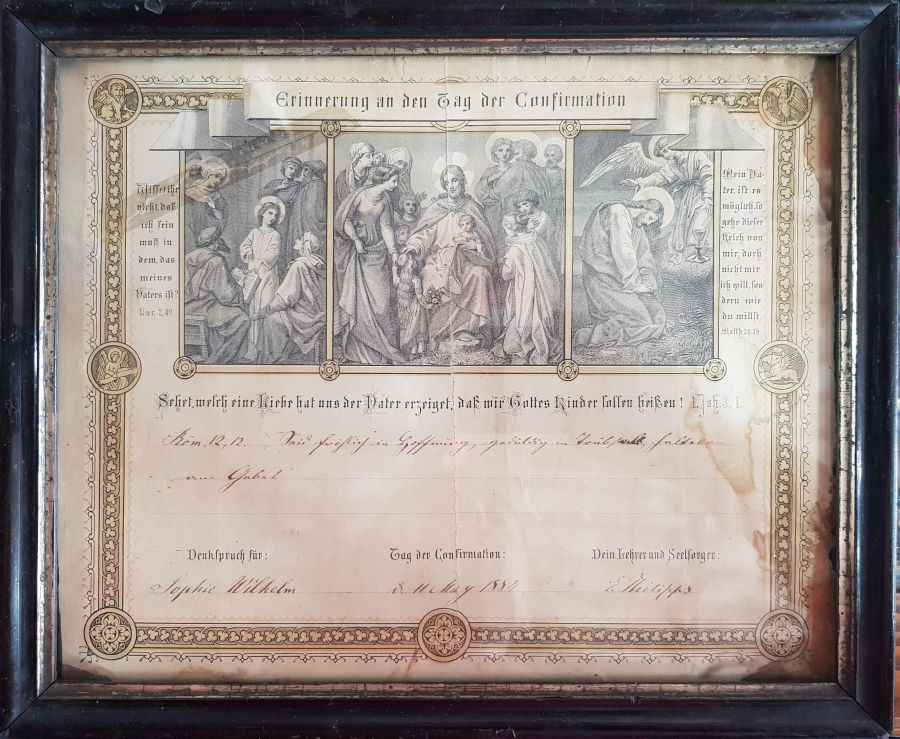 Erinnerung an den Tag der Confirmation
Wisset ihr
nicht, daß
ich sein
muß in
dem, das
meines
Vaters ist?
Luc. 2, 49.
Mein Va-
ter, ist es
möglich, so
gehe dieser
Kelch von
mir, doch
nicht wie
ich will, son-
dern wie
du willst.
Matth. 26, 39.
Sehet, welch eine Liebe hat uns der Vater erzeiget, daß wir Gottes Kinder sollen heißen! 1. Joh. 3, 1.
Röm. 12, 12. Seid fröhlich in Hoffnung, geduldig in Trübsal, haltet
am Gebet
Denkspruch für:
Tag der Confirmation:
Dein Lehrer und Seelsorger:
Sophie Wilhelm
d. 11 May 1884